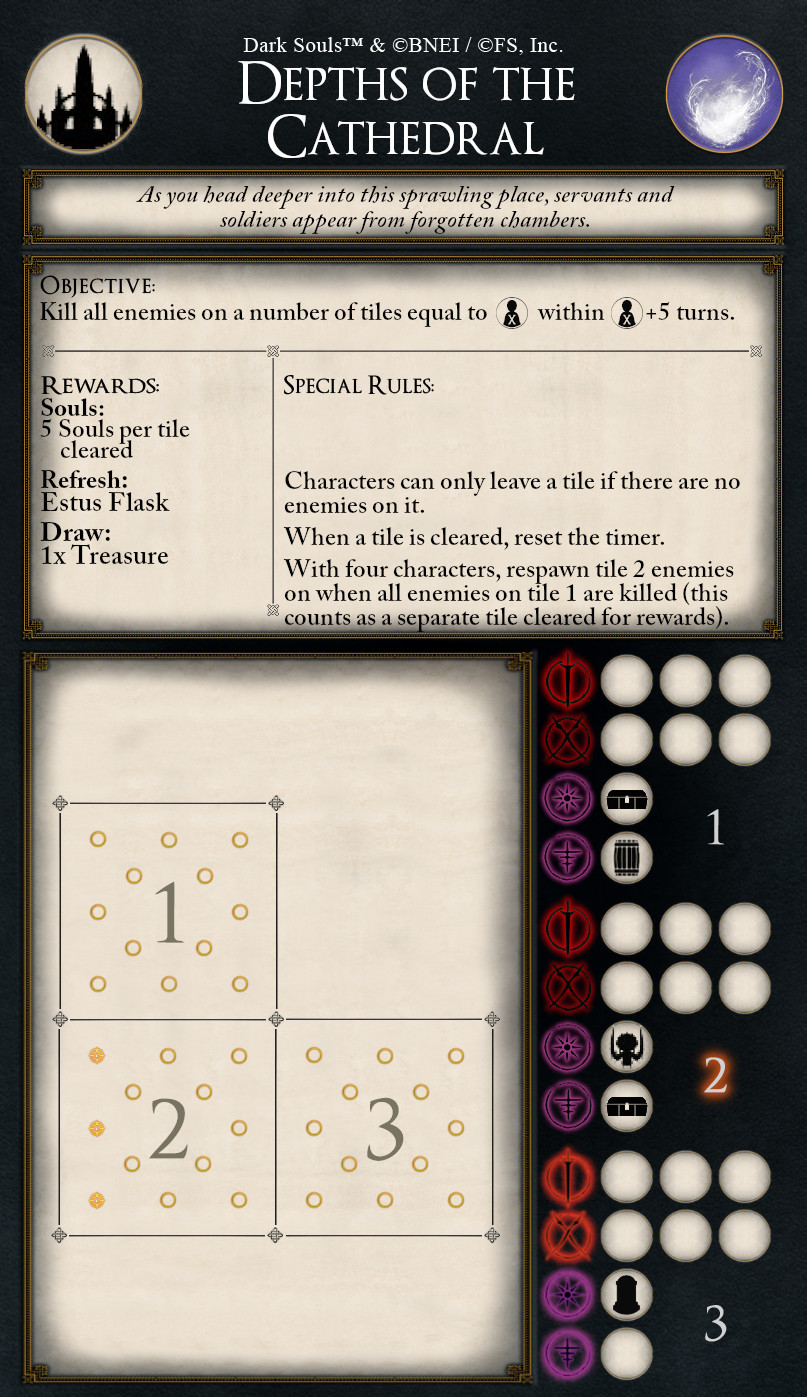 Dark Souls™ & ©BNEI / ©FS, Inc.
Depths of the
Cathedral
As you head deeper into this sprawling place, servants and
soldiers appear from forgotten chambers.
Objective:
Kill all enemies on a number of tiles equal to X within X+5 turns.
Rewards:
Souls:
5 Souls per tile
cleared
Refresh:
Estus Flask
Draw:
1x Treasure
Special Rules:
Characters can only leave a tile if there are no
enemies on it.
When a tile is cleared, reset the timer.
With four characters, respawn tile 2 enemies
on when all enemies on tile 1 are killed (this
counts as a separate tile cleared for rewards).
1
2
3
1
2
3